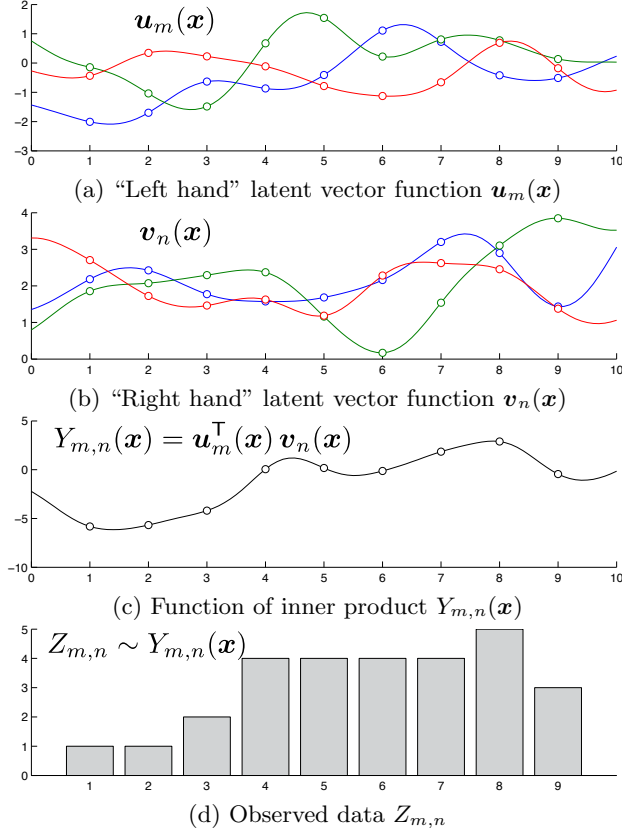 2
1
0
−1
−2
−3
u_m(x)
0 1 2 3 4 5 6 7 8 9 10
(a) “Left hand” latent vector function u_m(x)
4
3
2
1
0
v_n(x)
0 1 2 3 4 5 6 7 8 9 10
(b) “Right hand” latent vector function v_n(x)
5
0
−5
−10
Y_{m,n}(x) = u_m^T(x) v_n(x)
0 1 2 3 4 5 6 7 8 9 10
(c) Function of inner product Y_{m,n}(x)
5
4
3
2
1
0
Z_{m,n} ∼ Y_{m,n}(x)
1 2 3 4 5 6 7 8 9
(d) Observed data Z_{m,n}